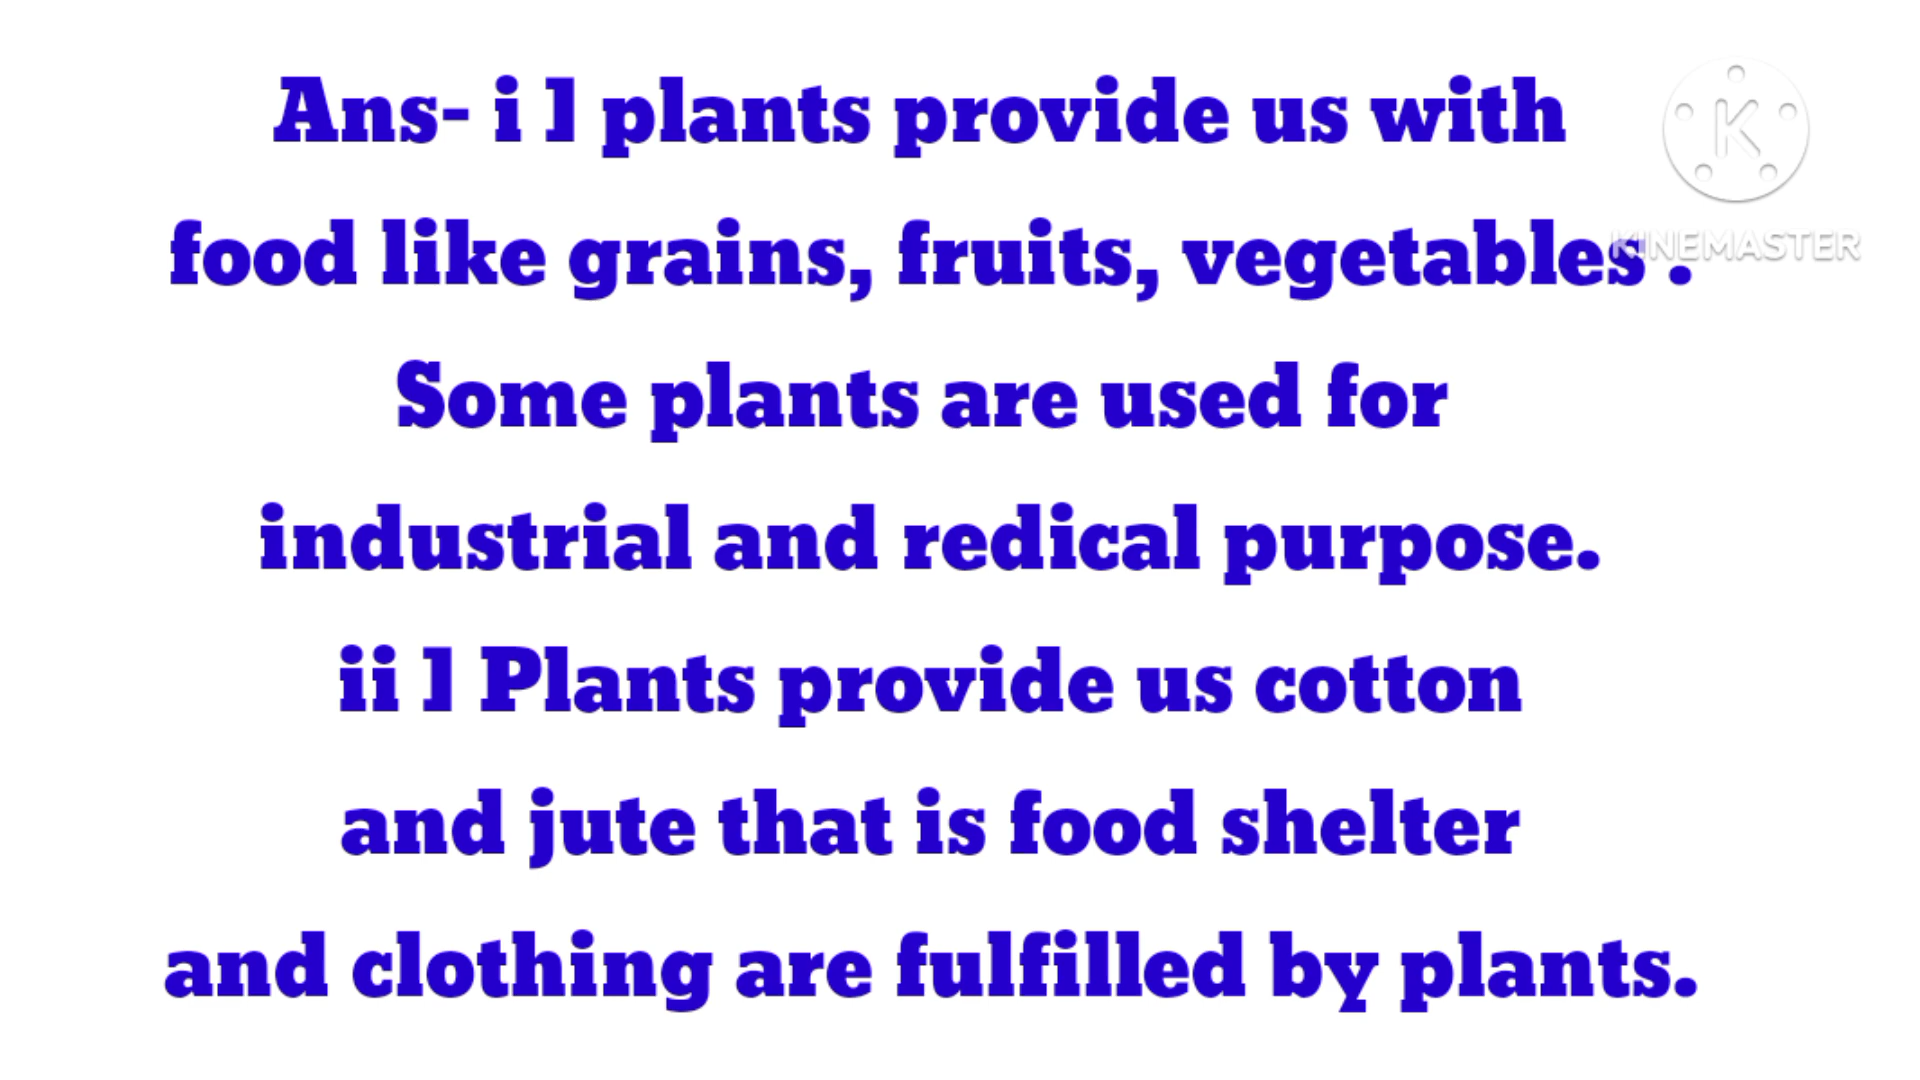 Ans- i ] plants provide us with
food like grains, fruits, vegetables .
Some plants are used for
industrial and redical purpose.
ii ] Plants provide us cotton
and jute that is food shelter
and clothing are fulfilled by plants.
K
KINEMASTER